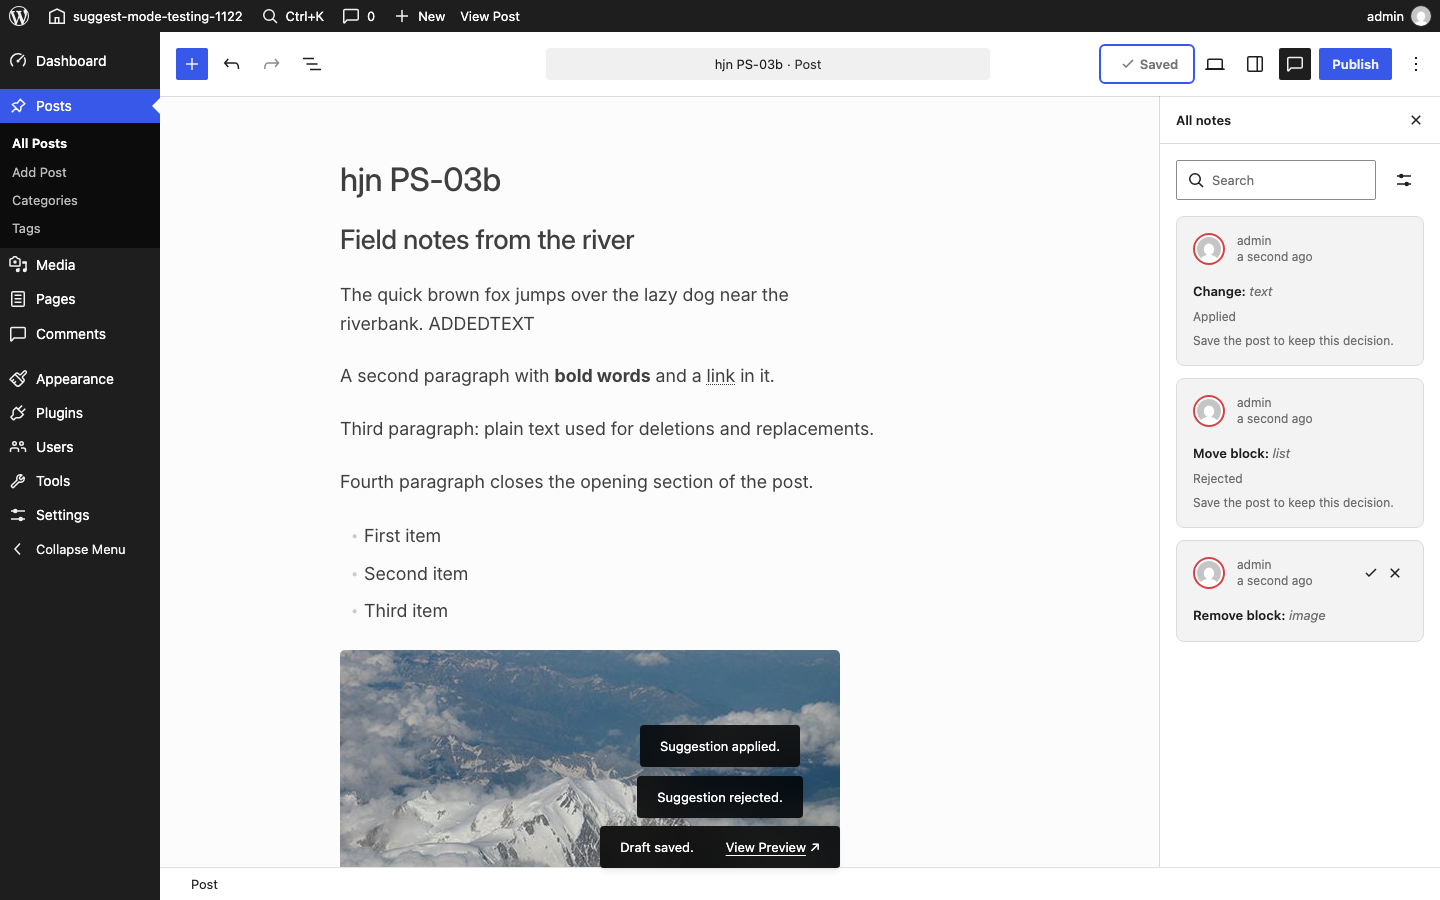 suggest-mode-testing-1122
Ctrl+K
0
New
View Post
admin
Dashboard
Posts
All Posts
Add Post
Categories
Tags
Media
Pages
Comments
Appearance
Plugins
Users
Tools
Settings
Collapse Menu
hjn PS-03b · Post
Saved
Publish
hjn PS-03b
Field notes from the river
The quick brown fox jumps over the lazy dog near the
riverbank. ADDEDTEXT
A second paragraph with bold words and a link in it.
Third paragraph: plain text used for deletions and replacements.
Fourth paragraph closes the opening section of the post.
First item
Second item
Third item
Suggestion applied.
Suggestion rejected.
Draft saved. View Preview
All notes
Search
admin
a second ago
Change: text
Applied
Save the post to keep this decision.
admin
a second ago
Move block: list
Rejected
Save the post to keep this decision.
admin
a second ago
Remove block: image
Post